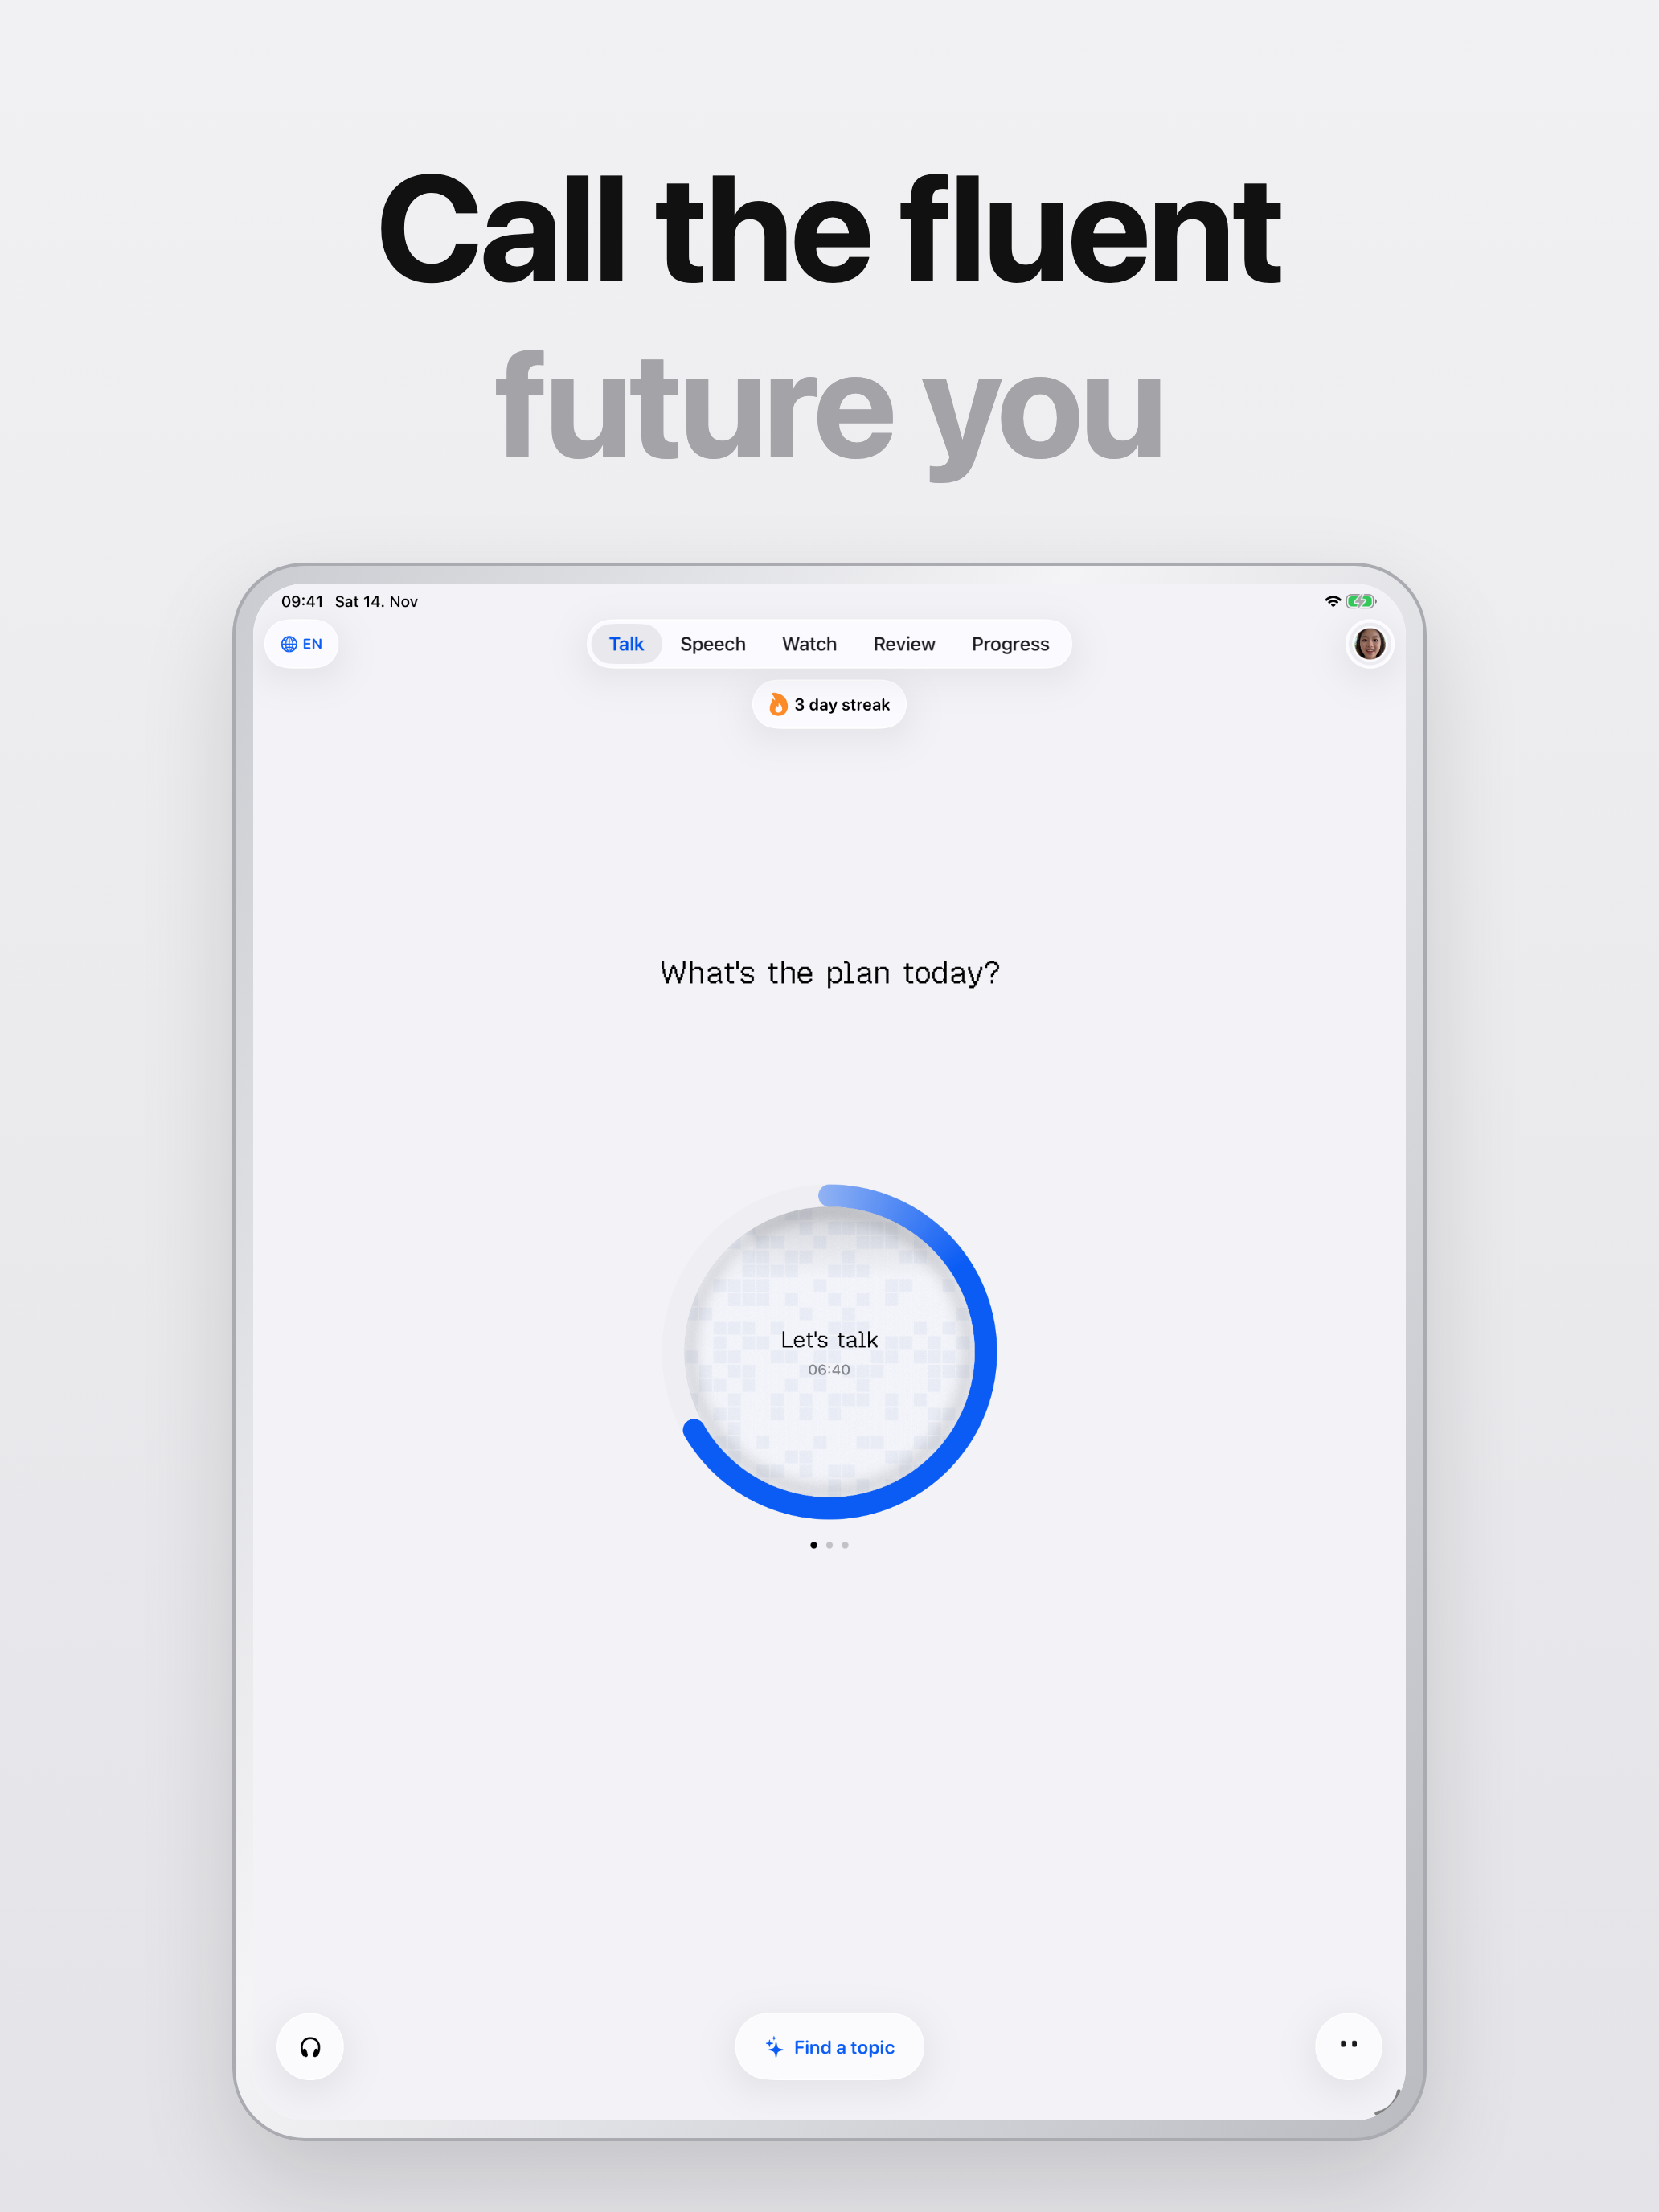 Call the fluent
future you
09:41 Sat 14. Nov
EN
Talk Speech Watch Review Progress
3 day streak
What's the plan today?
Let's talk
06:40
Find a topic